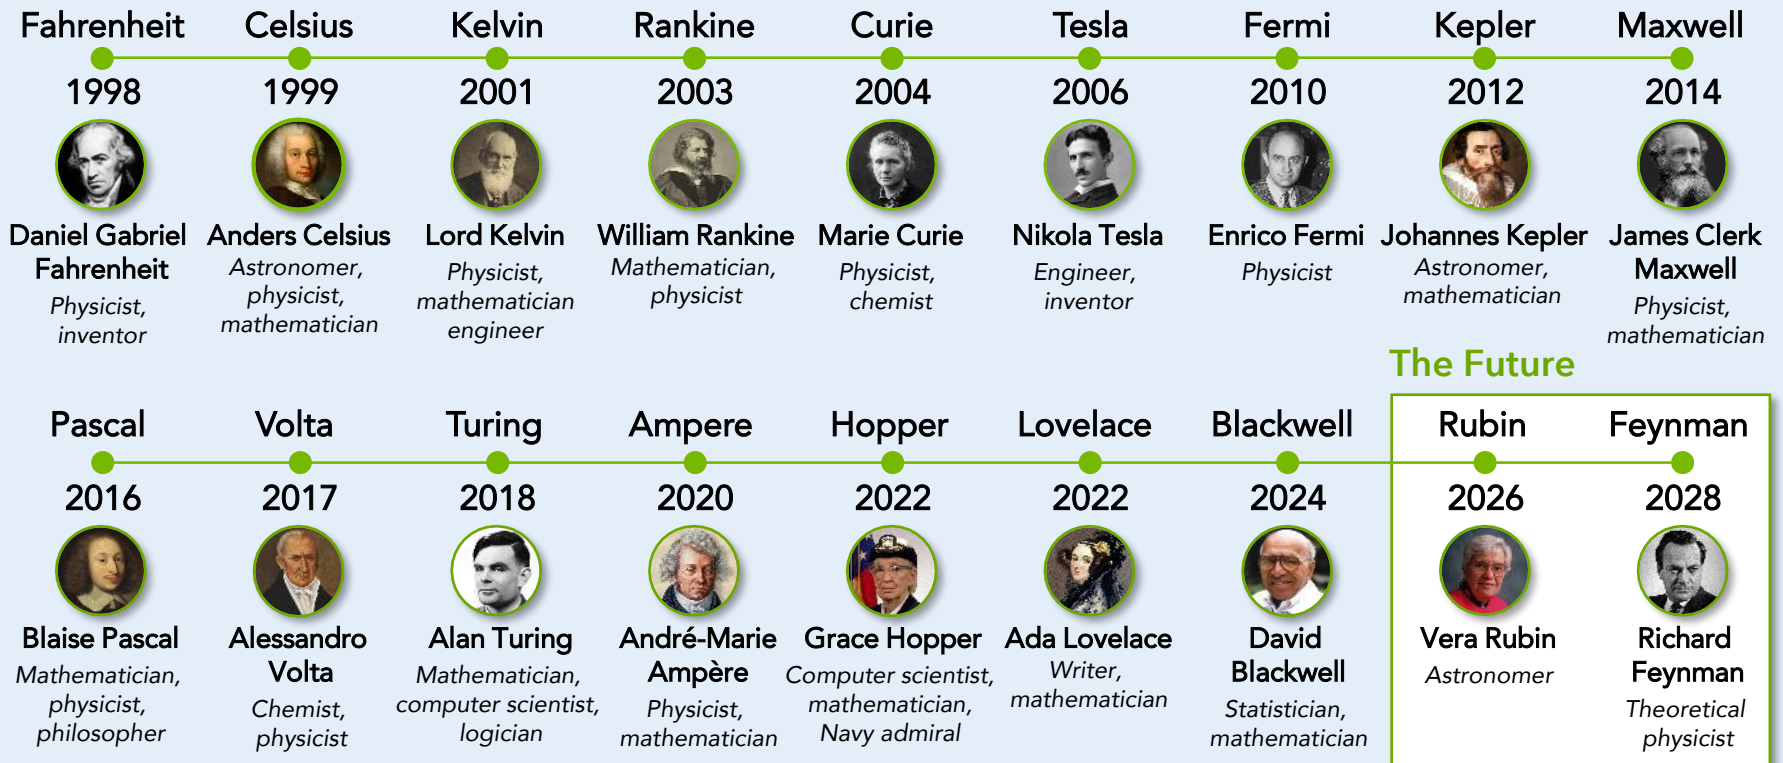 Fahrenheit Celsius Kelvin Rankine Curie Tesla Fermi Kepler Maxwell
1998 1999 2001 2003 2004 2006 2010 2012 2014
Daniel Gabriel
Fahrenheit
Physicist,
inventor
Anders Celsius
Astronomer,
physicist,
mathematician
Lord Kelvin
Physicist,
mathematician
engineer
William Rankine
Mathematician,
physicist
Marie Curie
Physicist,
chemist
Nikola Tesla
Engineer,
inventor
Enrico Fermi
Physicist
Johannes Kepler
Astronomer,
mathematician
James Clerk
Maxwell
Physicist,
mathematician
The Future
Pascal Volta Turing Ampere Hopper Lovelace Blackwell Rubin Feynman
2016 2017 2018 2020 2022 2022 2024 2026 2028
Blaise Pascal
Mathematician,
physicist,
philosopher
Alessandro
Volta
Chemist,
physicist
Alan Turing
Mathematician,
computer scientist,
logician
André-Marie
Ampère
Physicist,
mathematician
Grace Hopper
Computer scientist,
mathematician,
Navy admiral
Ada Lovelace
Writer,
mathematician
David
Blackwell
Statistician,
mathematician
Vera Rubin
Astronomer
Richard
Feynman
Theoretical
physicist